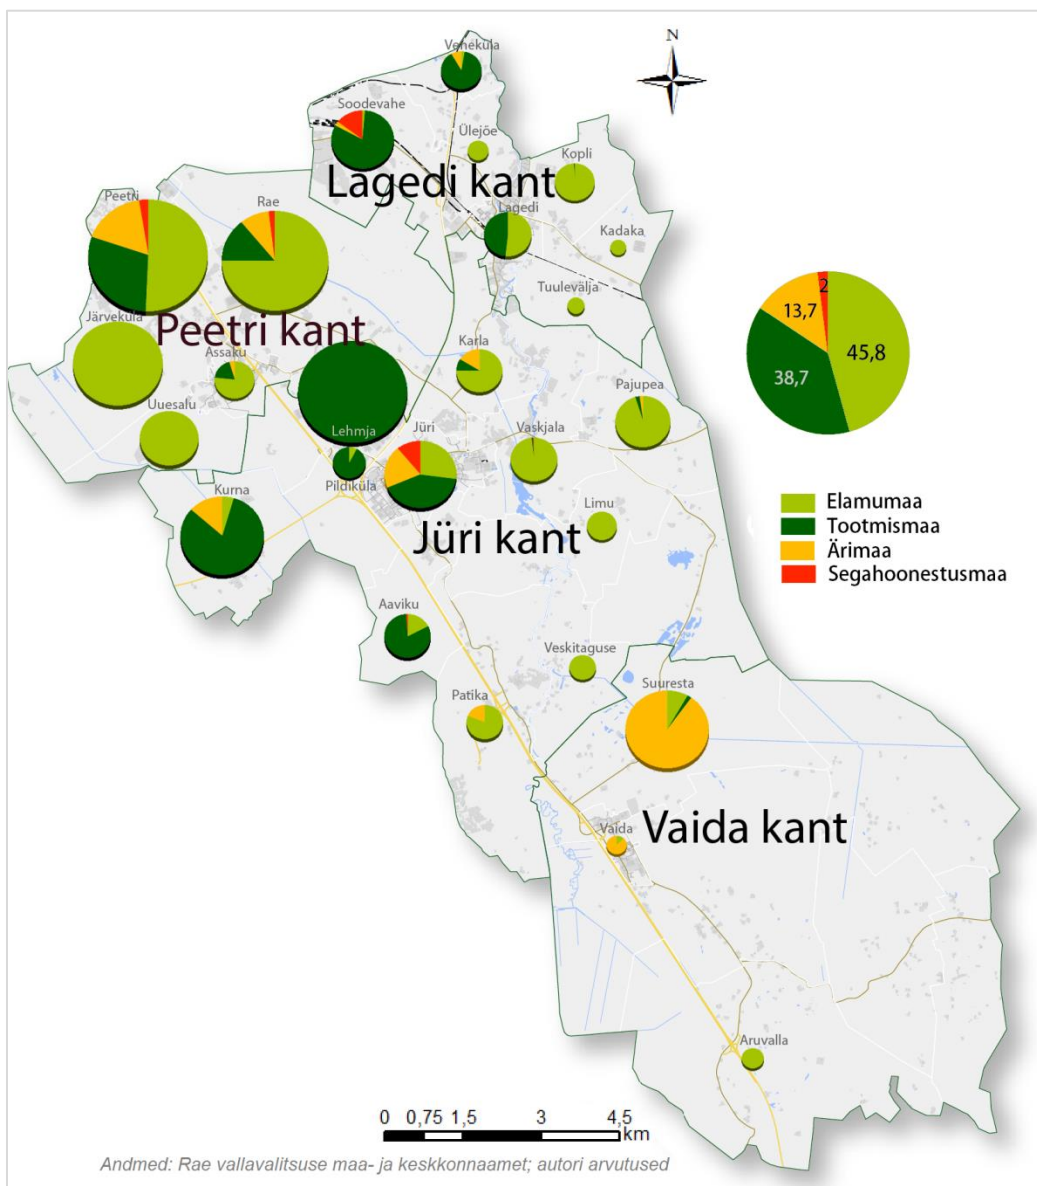 N
Veneküla
Soodevahe
Ülejõe
Kopli
Lagedi kant
Peetri
Rae
Lagedi
Kadaka
Tuulevälja
2
13,7
45,8
38,7
Peetri kant
Järveküla
Assaku
Karla
Pajupea
Uuesalu
Lehmja
Jüri
Vaskjala
Pildiküla
Kurna
Limu
Jüri kant
Elamumaa
Tootmismaa
Ärimaa
Segahoonestusmaa
Aaviku
Veskitaguse
Suuresta
Patika
Vaida kant
Vaida
Aruvalla
0 0,75 1,5 3 4,5
km
Andmed: Rae vallavalitsuse maa- ja keskkonnaamet; autori arvutused